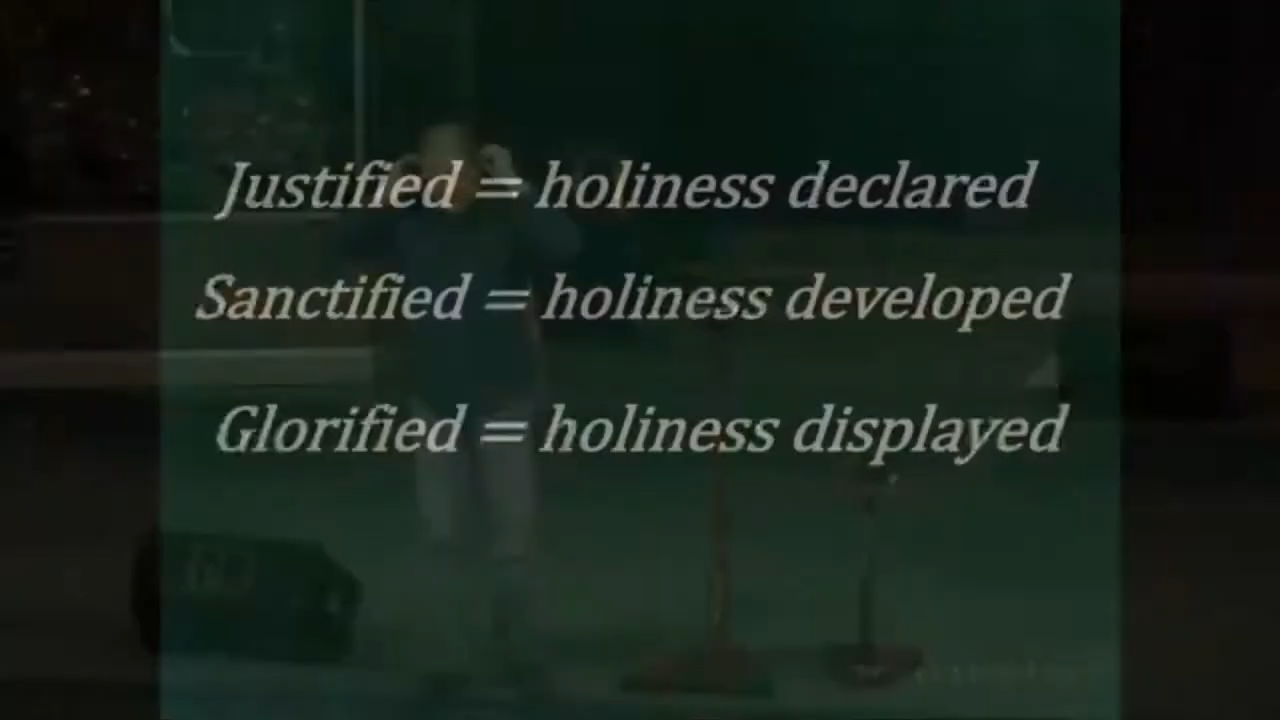 Justified = holiness declared
Sanctified = holiness developed
Glorified = holiness displayed